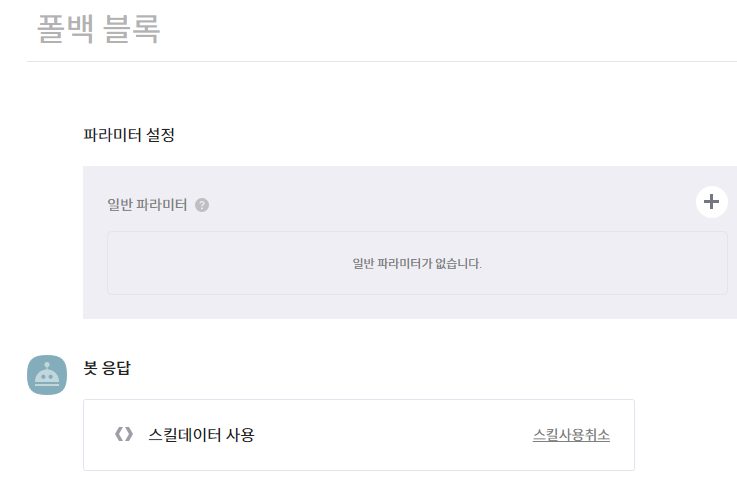 폴백 블록
파라미터 설정
일반 파라미터 ?
일반 파라미터가 없습니다.
봇 응답
스킬데이터 사용 스킬사용취소